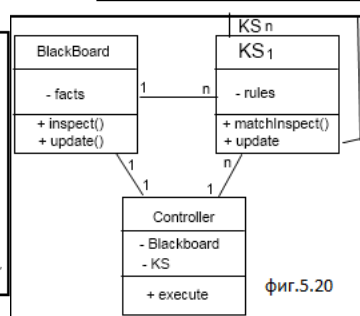 KS n
BlackBoard
KS1
- facts
1
n
- rules
+ inspect()
+ update()
+ matchInspect()
+ update
1
n
1
1
Controller
- Blackboard
- KS
+ execute
фиг.5.20